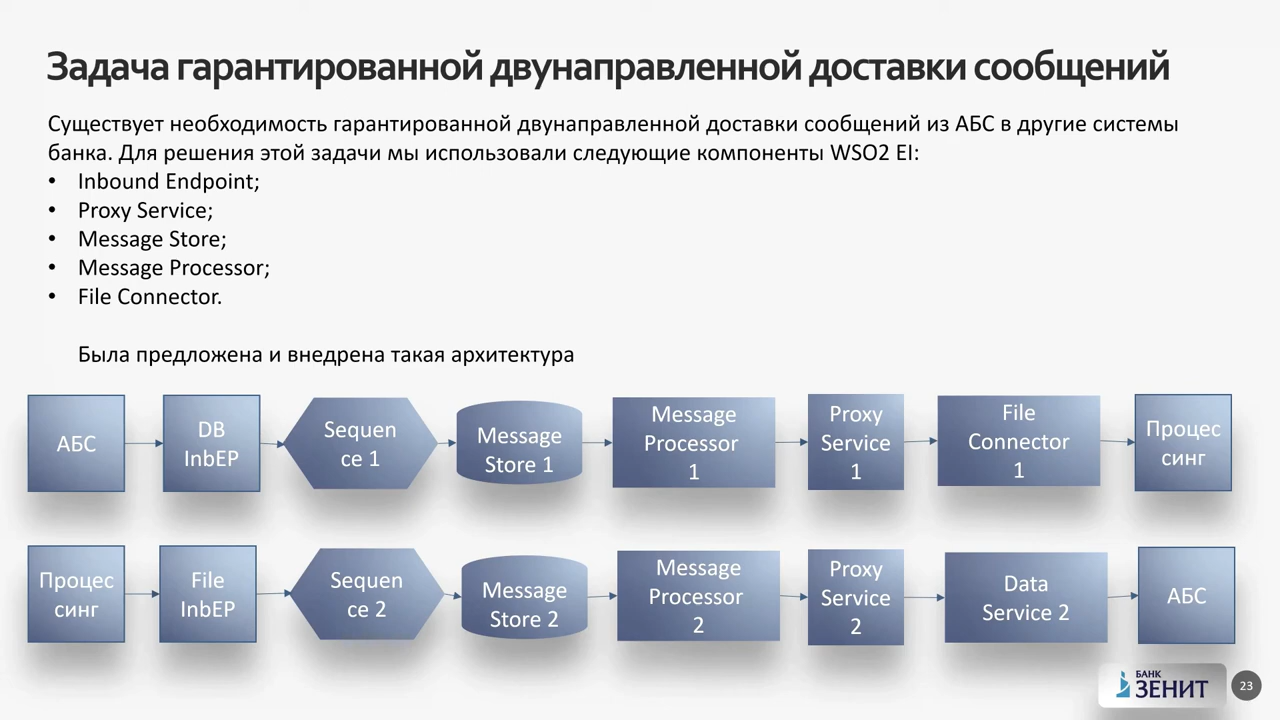 Задача гарантированной двунаправленной доставки сообщений
Существует необходимость гарантированной двунаправленной доставки сообщений из АБС в другие системы
банка. Для решения этой задачи мы использовали следующие компоненты WSO2 EI:
• Inbound Endpoint;
• Proxy Service;
• Message Store;
• Message Processor;
• File Connector.
Была предложена и внедрена такая архитектура
АБС
DB
InbEP
Sequen
ce 1
Message
Store 1
Message
Processor
1
Proxy
Service
1
File
Connector
1
Процес
синг
Процес
синг
File
InbEP
Sequen
ce 2
Message
Store 2
Message
Processor
2
Proxy
Service
2
Data
Service 2
АБС
БАНК
ЗЕНИТ
23